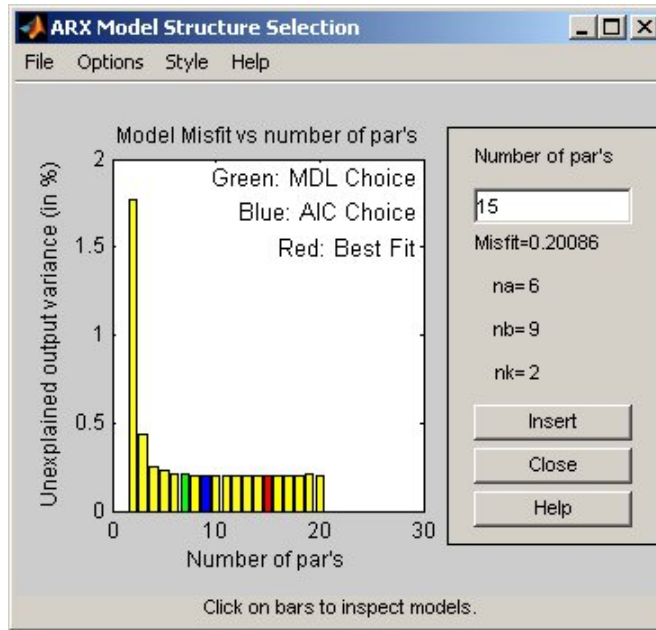 ARX Model Structure Selection
File Options Style Help
Model Misfit vs number of par's
Unexplained output variance (in %)
2
1.5
1
0.5
0
Green: MDL Choice
Blue: AIC Choice
Red: Best Fit
0 10 20 30
Number of par's
Number of par's
15
Misfit=0.20086
na= 6
nb= 9
nk= 2
Insert
Close
Help
Click on bars to inspect models.